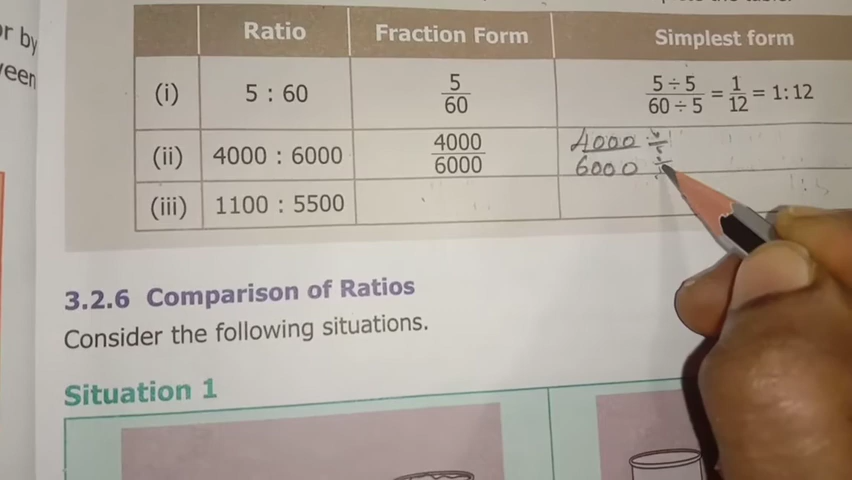 r by
veen
Ratio Fraction Form Simplest form
(i) 5 : 60 5/60 5 ÷ 5/60 ÷ 5 = 1/12 = 1:12
(ii) 4000 : 6000 4000/6000 4000 ÷ / 6000 ÷
(iii) 1100 : 5500
3.2.6 Comparison of Ratios
Consider the following situations.
Situation 1